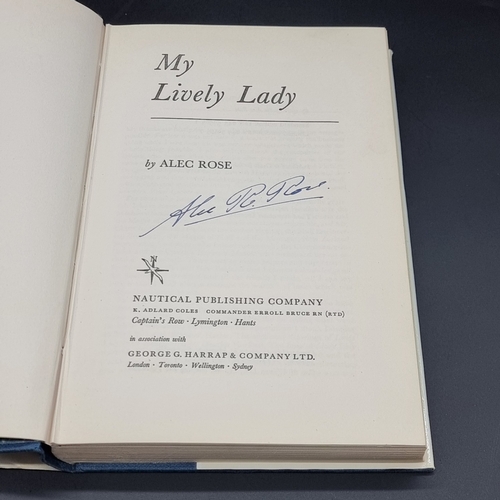 My
Lively Lady
by ALEC ROSE
Alec R. Rose.
N
NAUTICAL PUBLISHING COMPANY
K. ADLARD COLES COMMANDER ERROLL BRUCE RN (RTD)
Captain's Row · Lymington · Hants
in association with
GEORGE G. HARRAP & COMPANY LTD.
London · Toronto · Wellington · Sydney